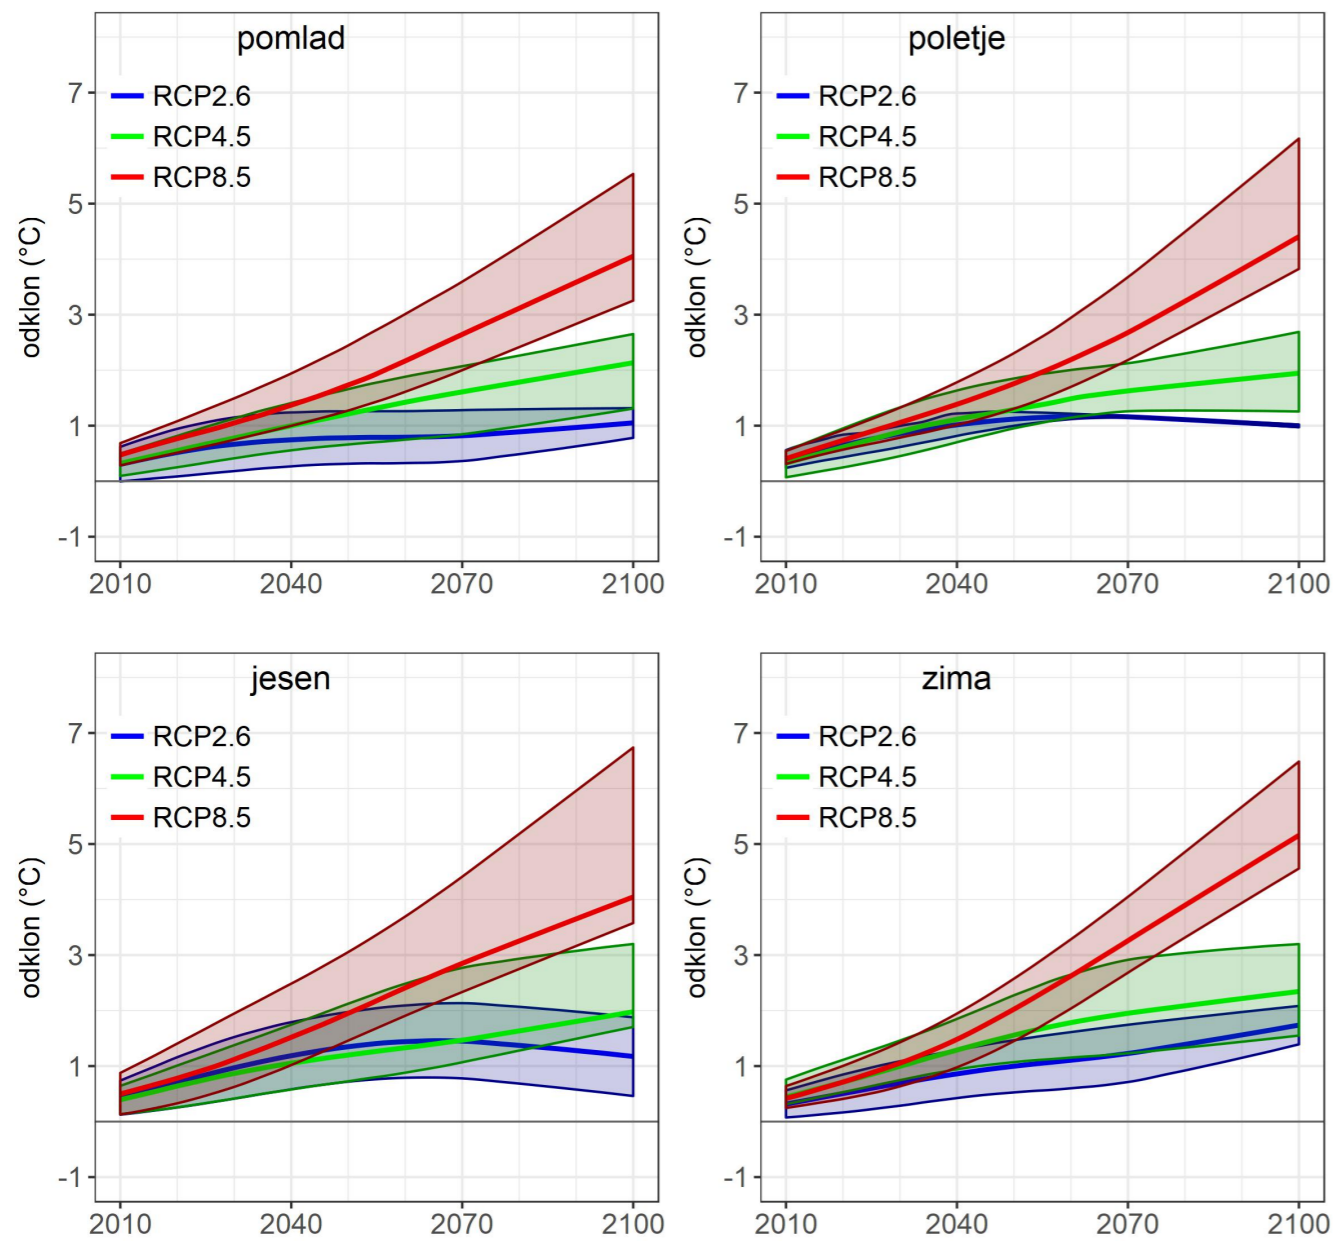 pomlad
RCP2.6
RCP4.5
RCP8.5
odklon (°C)
7
5
3
1
-1
2010 2040 2070 2100
poletje
RCP2.6
RCP4.5
RCP8.5
odklon (°C)
7
5
3
1
-1
2010 2040 2070 2100
jesen
RCP2.6
RCP4.5
RCP8.5
odklon (°C)
7
5
3
1
-1
2010 2040 2070 2100
zima
RCP2.6
RCP4.5
RCP8.5
odklon (°C)
7
5
3
1
-1
2010 2040 2070 2100